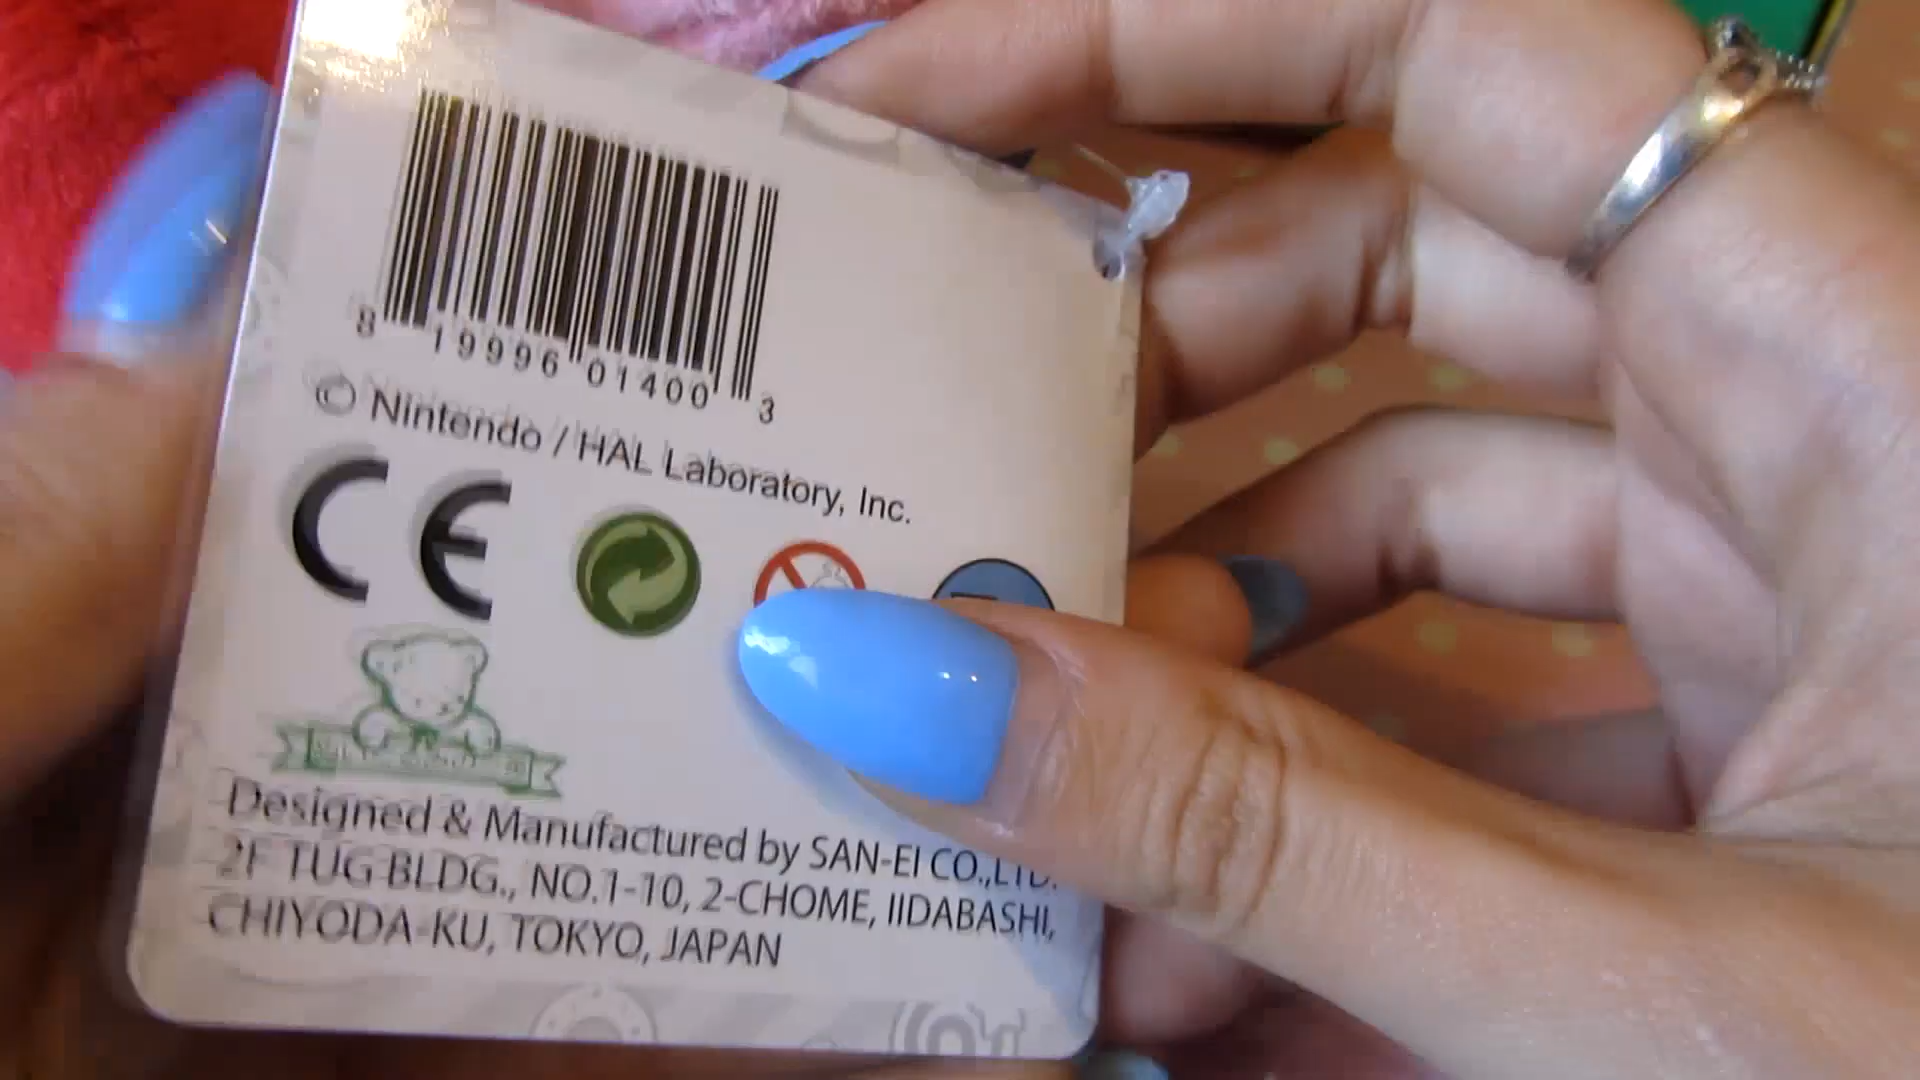 8 19996 01400 3
© Nintendo / HAL Laboratory, Inc.
CE
Designed & Manufactured by SAN-EI CO.,LTD.
2F TUG-BLDG., NO.1-10, 2-CHOME, IIDABASHI,
CHIYODA-KU, TOKYO, JAPAN